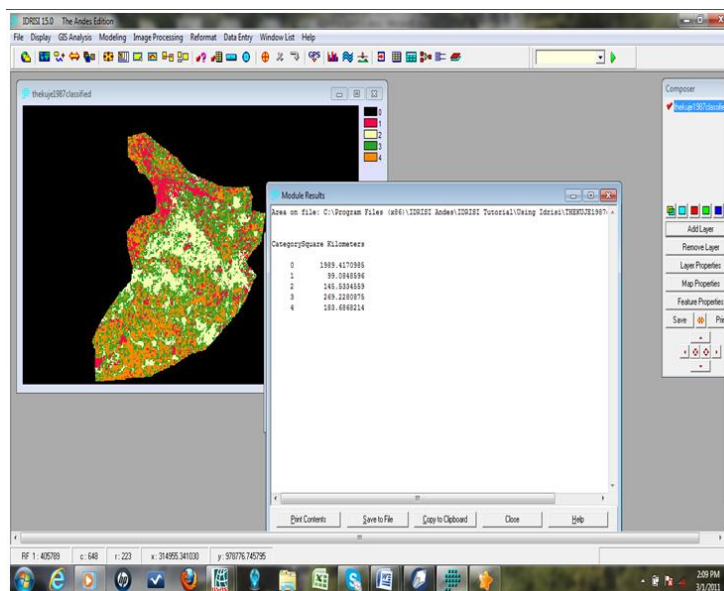 IDRISI 15.0 The Andes Edition
File Display GIS Analysis Modeling Image Processing Reformat Data Entry Window List Help
GPS
thekuje1987classified
0
1
2
3
4
Module Results
Area on file: C:\Program Files (x86)\IDRISI Andes\IDRISI Tutorial\Using Idrisi\THEKUJE1987
CategorySquare Kilometers
0 1989.4170985
1 99.0848596
2 145.5334559
3 269.2280875
4 183.6868214
Print Contents Save to File Copy to Clipboard Close Help
Composer
thekuje1987classifie
Add Layer
Remove Layer
Layer Properties
Map Properties
Feature Properties
Save Prin
RF 1 : 405789 c : 648 r : 223 x : 314955.341030 y : 978776.745795
2:09 PM
3/1/2011